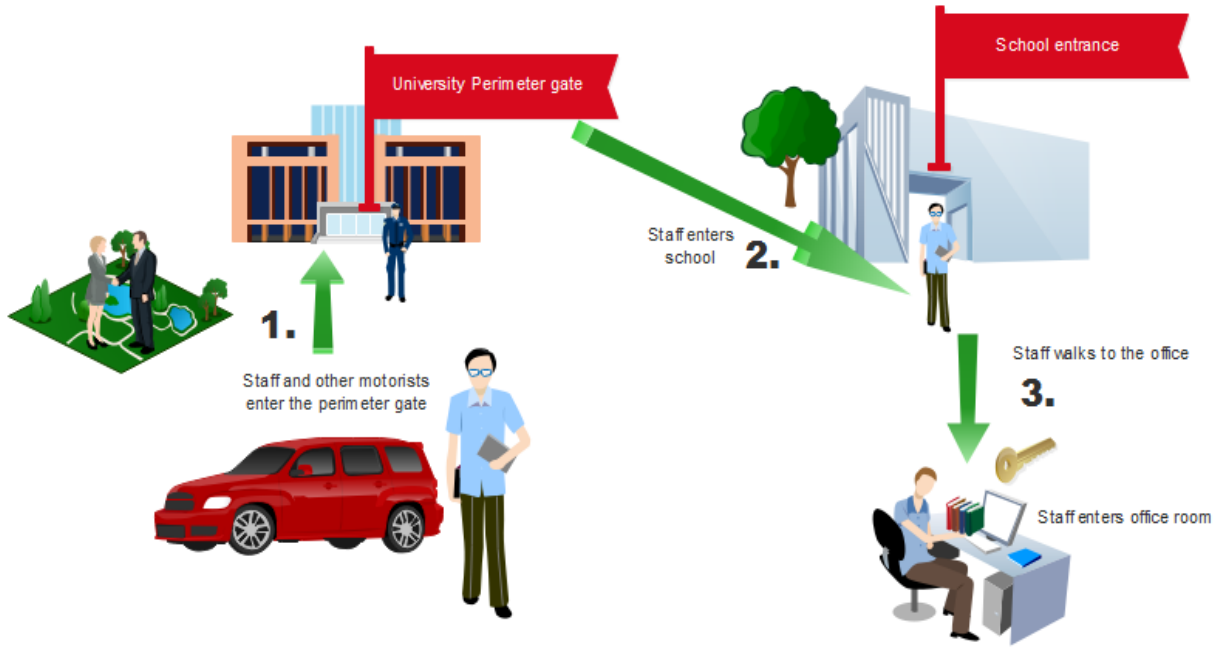 University Perimeter gate
School entrance
Staff enters
school
2.
1.
Staff and other motorists
enter the perimeter gate
Staff walks to the office
3.
Staff enters office room